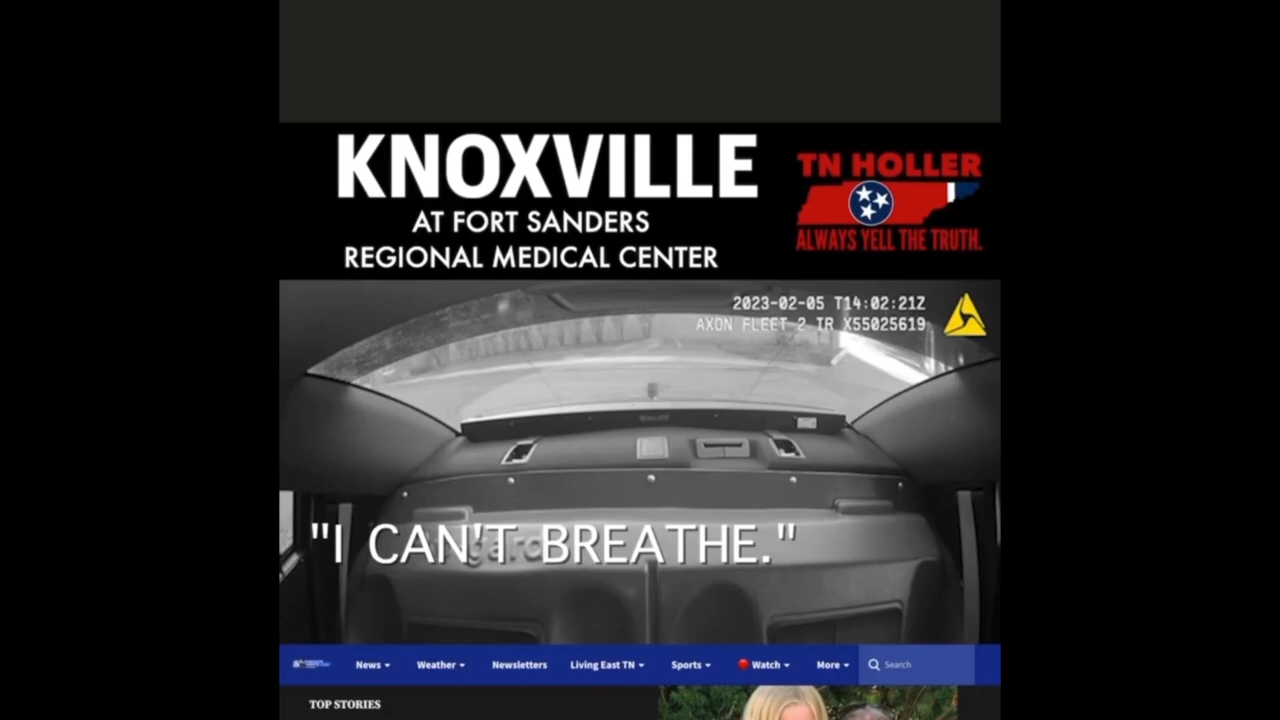 KNOXVILLE
AT FORT SANDERS
REGIONAL MEDICAL CENTER
TN HOLLER
ALWAYS YELL THE TRUTH.
2023-02-05 T14:02:21Z
AXON FLEET 2 IR X55025619
"I CAN'T BREATHE."
News Weather Newsletters Living East TN Sports Watch More Search
TOP STORIES